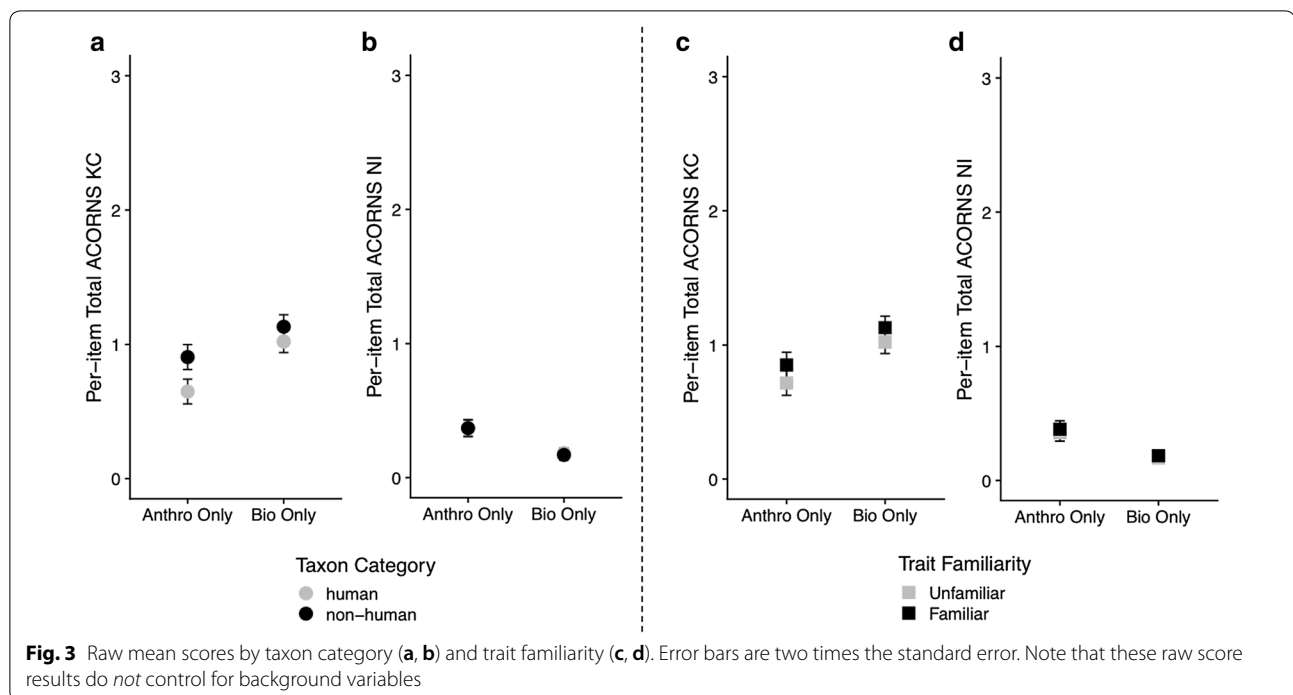 a
Per-item Total ACORNS KC
3
2
1
0
Anthro Only Bio Only
b
Per-item Total ACORNS NI
3
2
1
0
Anthro Only Bio Only
Taxon Category
human
non-human
c
Per-item Total ACORNS KC
3
2
1
0
Anthro Only Bio Only
d
Per-item Total ACORNS NI
3
2
1
0
Anthro Only Bio Only
Trait Familiarity
Unfamiliar
Familiar
Fig. 3 Raw mean scores by taxon category (a, b) and trait familiarity (c, d). Error bars are two times the standard error. Note that these raw score
results do not control for background variables